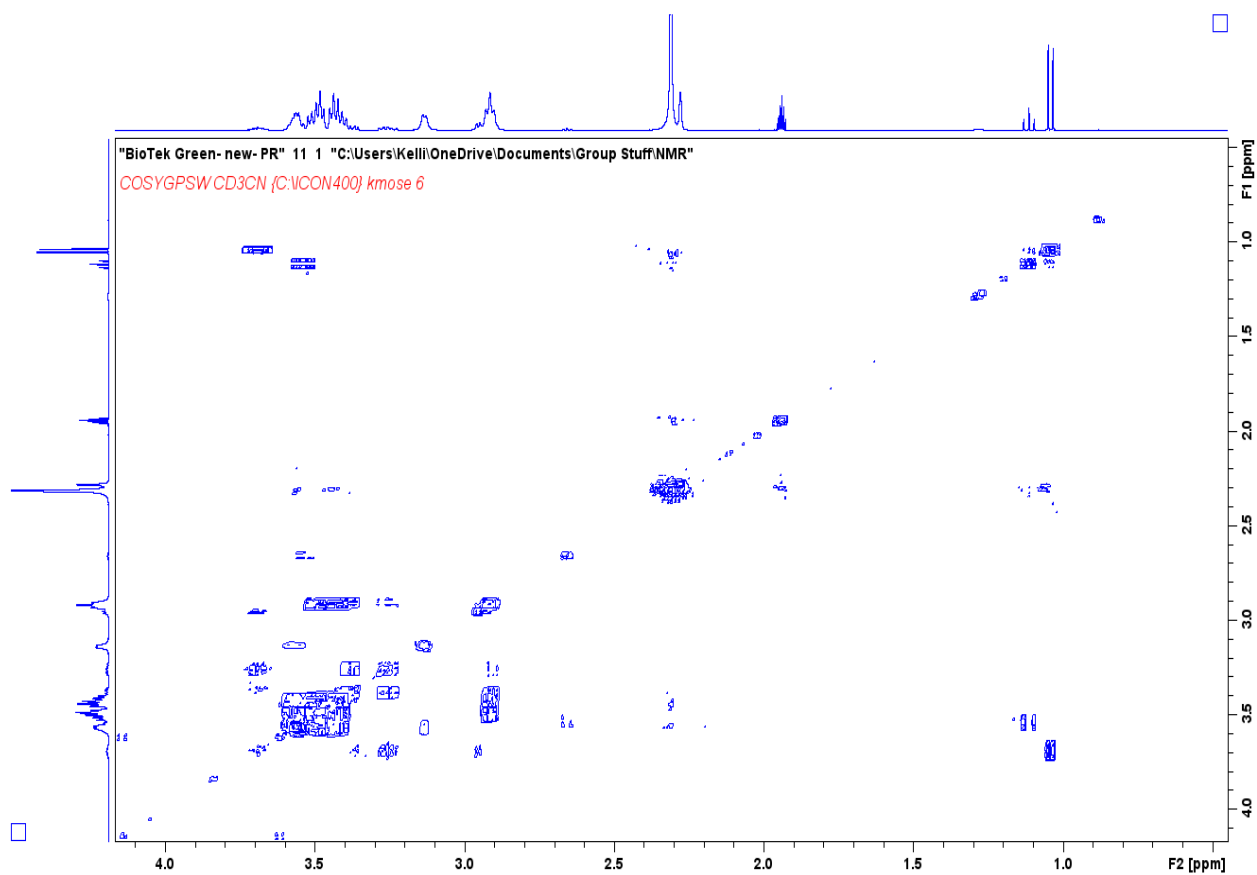 "BioTek Green- new- PR" 11 1 "C:\Users\Kelli\OneDrive\Documents\Group Stuff\NMR"
COSYGPSW CD3CN {C:\ICON400} kmose 6
F1 [ppm]
1.0
1.5
2.0
2.5
3.0
3.5
4.0
4.0 3.5 3.0 2.5 2.0 1.5 1.0 F2 [ppm]